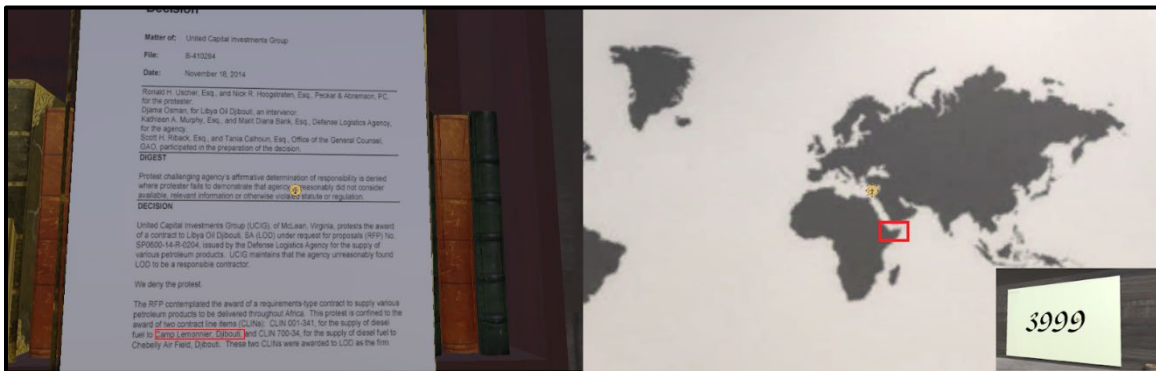 Decision
Matter of: United Capital Investments Group
File: B-410284
Date: November 16, 2014
Ronald H. Uscher, Esq., and Nick R. Hoogstraten, Esq., Peckar & Abramson, PC,
for the protester.
Djama Osman, for Libya Oil Djibouti, an intervenor.
Kathleen A. Murphy, Esq., and Marit Diana Bank, Esq., Defense Logistics Agency,
for the agency.
Scott H. Riback, Esq., and Tania Calhoun, Esq., Office of the General Counsel,
GAO, participated in the preparation of the decision.
DIGEST
Protest challenging agency's affirmative determination of responsibility is denied
where protester fails to demonstrate that agency unreasonably did not consider
available, relevant information or otherwise violated statute or regulation.
DECISION
United Capital Investments Group (UCIG), of McLean, Virginia, protests the award
of a contract to Libya Oil Djibouti, SA (LOD) under request for proposals (RFP) No.
SP0600-14-R-0204, issued by the Defense Logistics Agency for the supply of
various petroleum products. UCIG maintains that the agency unreasonably found
LOD to be a responsible contractor.
We deny the protest.
The RFP contemplated the award of a requirements-type contract to supply various
petroleum products to be delivered throughout Africa. This protest is confined to the
award of two contract line items (CLINs): CLIN 001-341, for the supply of diesel
fuel to Camp Lemonnier, Djibouti, and CLIN 700-34, for the supply of diesel fuel to
Chebelly Air Field, Djibouti. These two CLINs were awarded to LOD as the firm
3999